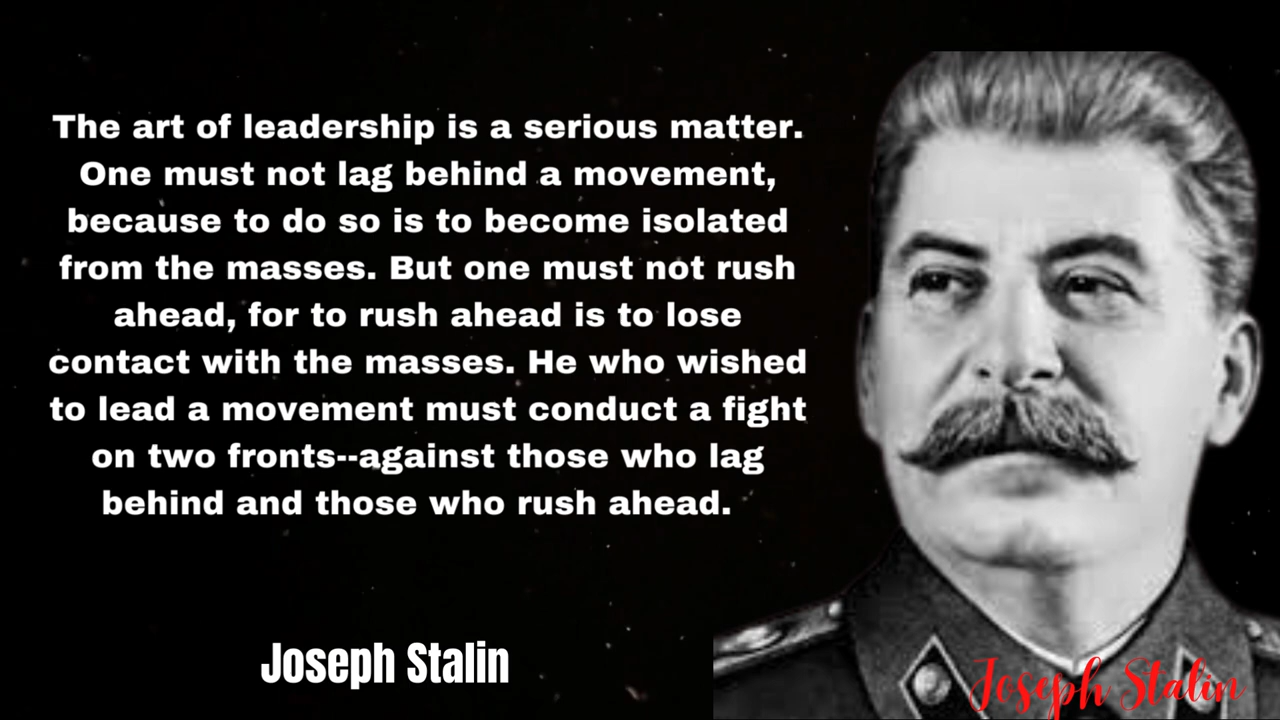 The art of leadership is a serious matter.
One must not lag behind a movement,
because to do so is to become isolated
from the masses. But one must not rush
ahead, for to rush ahead is to lose
contact with the masses. He who wished
to lead a movement must conduct a fight
on two fronts--against those who lag
behind and those who rush ahead.
Joseph Stalin
Joseph Stalin